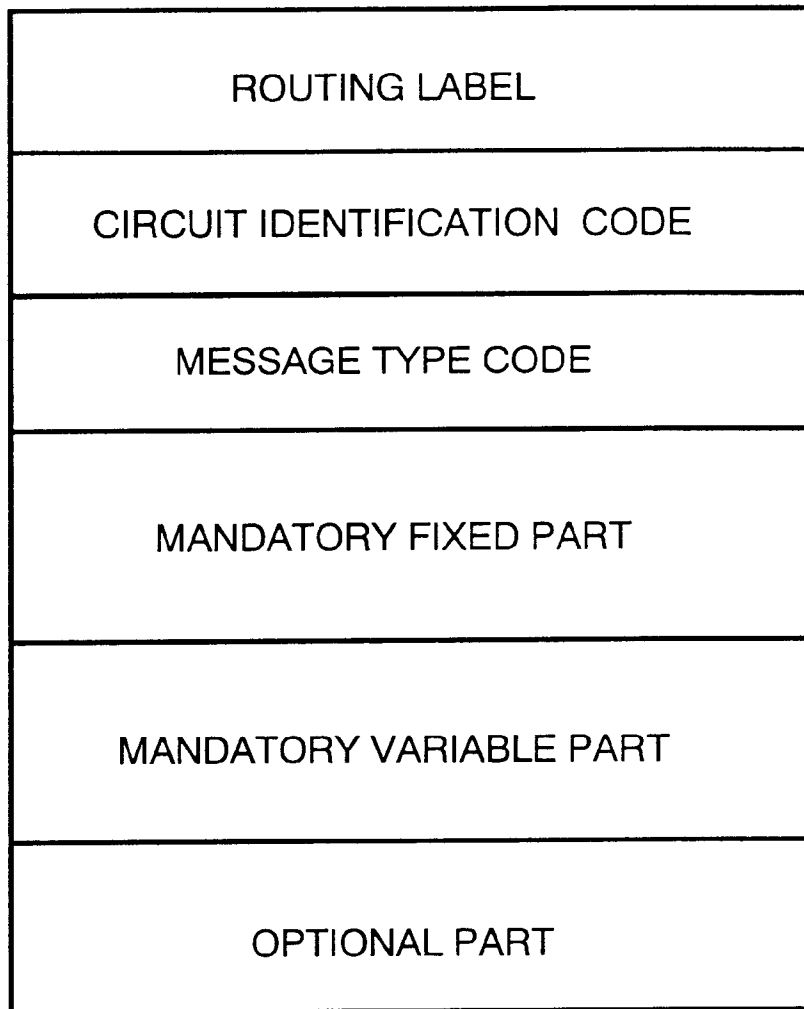 ROUTING LABEL
CIRCUIT IDENTIFICATION CODE
MESSAGE TYPE CODE
MANDATORY FIXED PART
MANDATORY VARIABLE PART
OPTIONAL PART